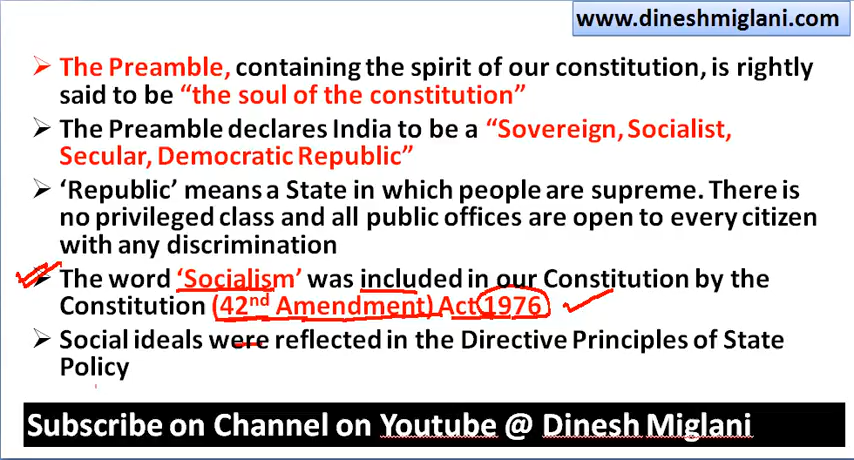 www.dineshmiglani.com
➢ The Preamble, containing the spirit of our constitution, is rightly
said to be “the soul of the constitution”
➢ The Preamble declares India to be a “Sovereign, Socialist,
Secular, Democratic Republic”
➢ ‘Republic’ means a State in which people are supreme. There is
no privileged class and all public offices are open to every citizen
with any discrimination
➢ The word ‘Socialism’ was included in our Constitution by the
Constitution (42nd Amendment) Act 1976
➢ Social ideals were reflected in the Directive Principles of State
Policy
Subscribe on Channel on Youtube @ Dinesh Miglani